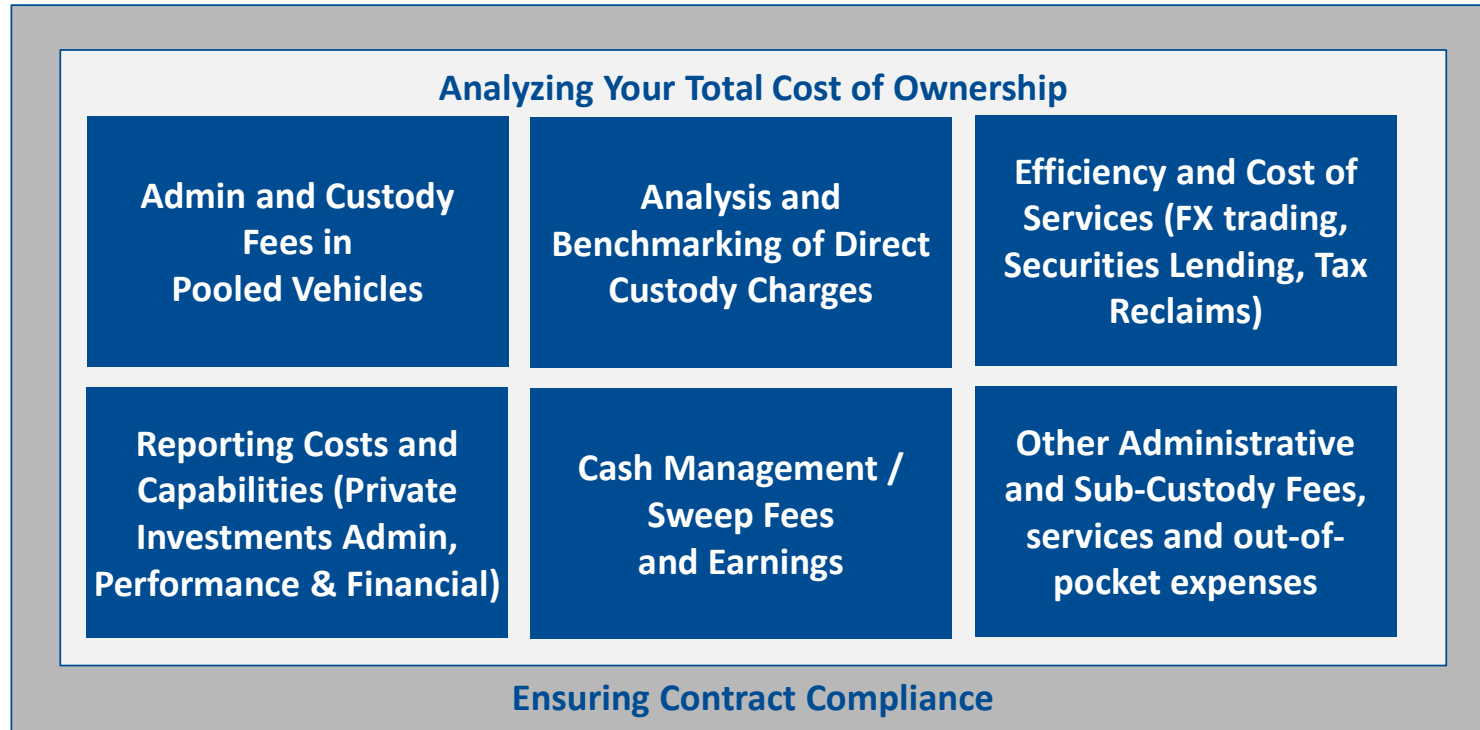 Analyzing Your Total Cost of Ownership
Admin and Custody
Fees in
Pooled Vehicles
Analysis and
Benchmarking of Direct
Custody Charges
Efficiency and Cost of
Services (FX trading,
Securities Lending, Tax
Reclaims)
Reporting Costs and
Capabilities (Private
Investments Admin,
Performance & Financial)
Cash Management /
Sweep Fees
and Earnings
Other Administrative
and Sub-Custody Fees,
services and out-of-
pocket expenses
Ensuring Contract Compliance